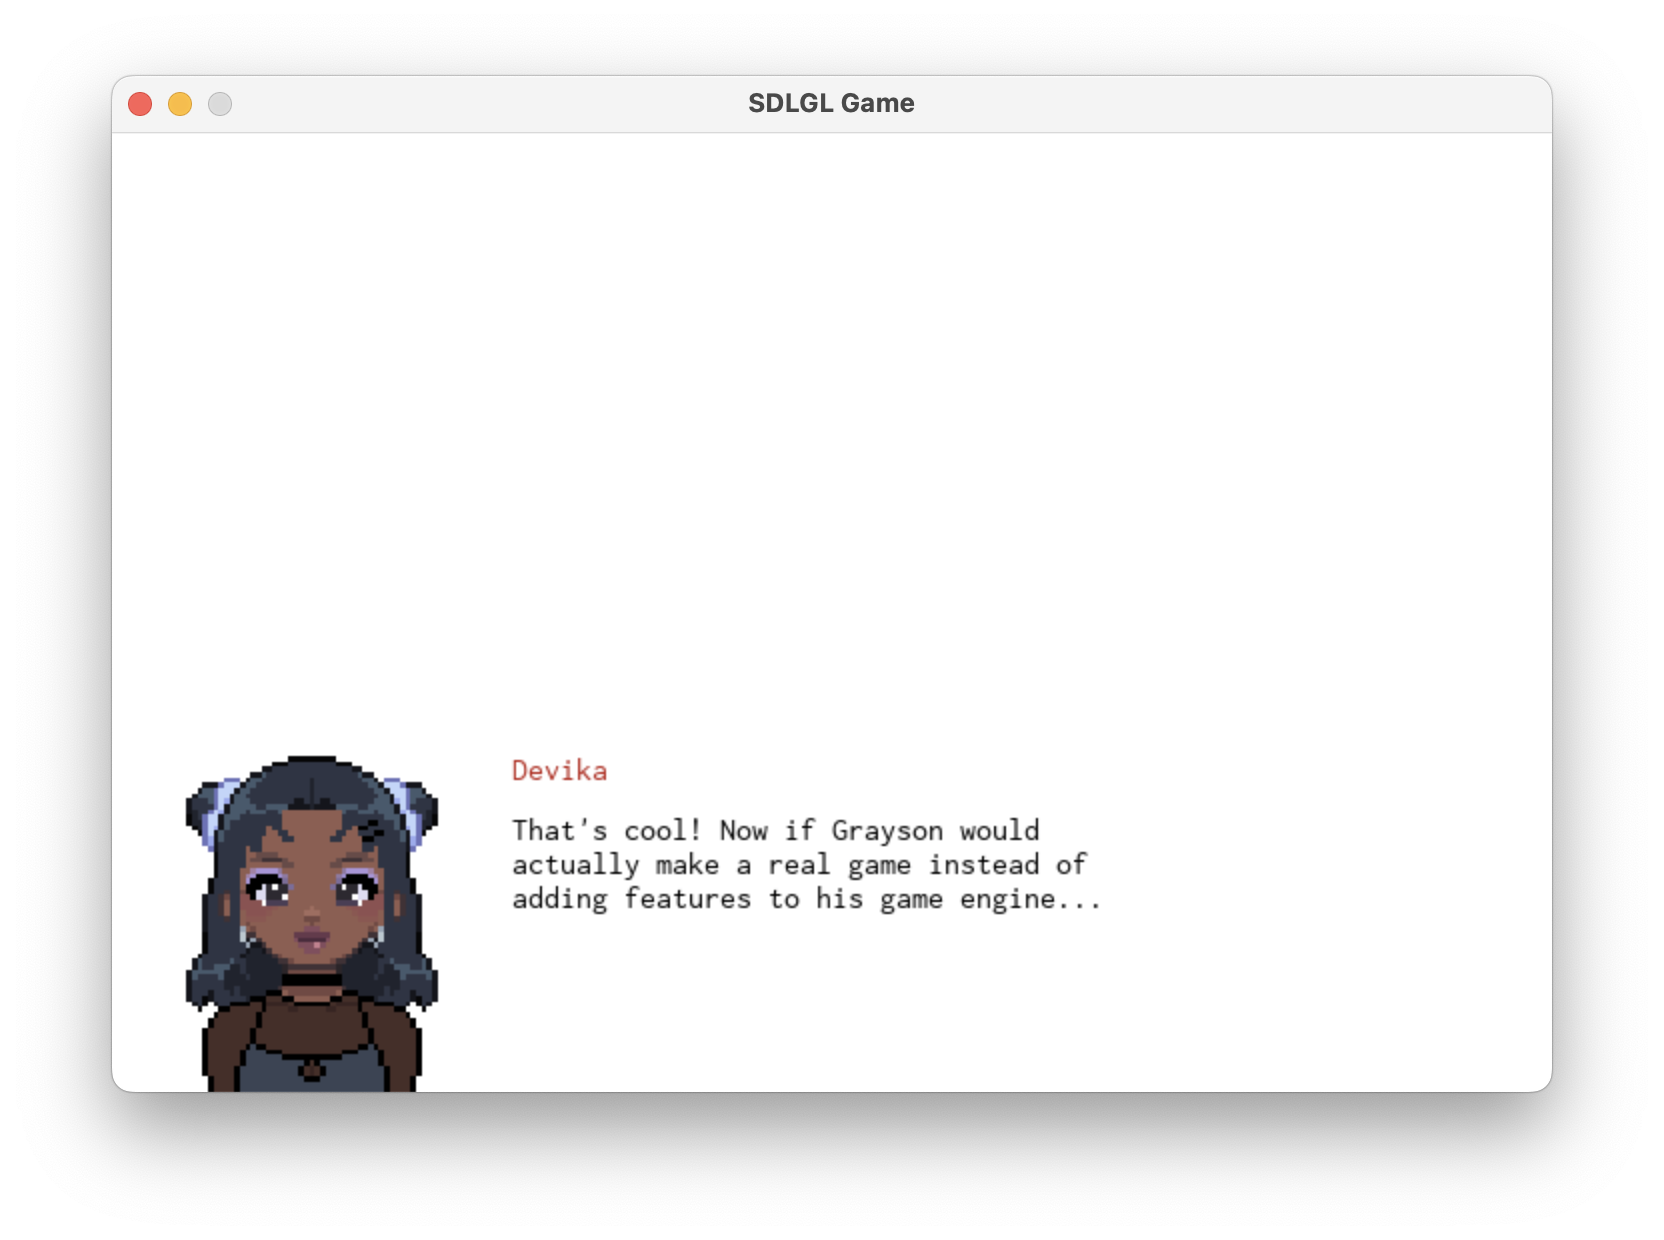 SDLGL Game
Devika
That's cool! Now if Grayson would
actually make a real game instead of
adding features to his game engine...